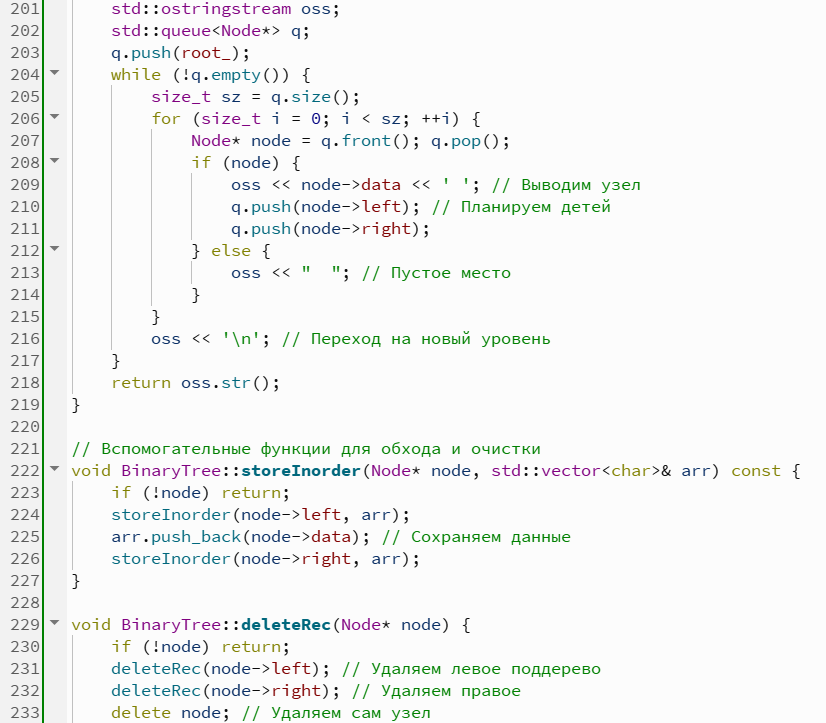 201     std::ostringstream oss;
202     std::queue<Node*> q;
203     q.push(root_);
204     while (!q.empty()) {
205         size_t sz = q.size();
206         for (size_t i = 0; i < sz; ++i) {
207             Node* node = q.front(); q.pop();
208             if (node) {
209                 oss << node->data << ' '; // Выводим узел
210                 q.push(node->left); // Планируем детей
211                 q.push(node->right);
212             } else {
213                 oss << "  "; // Пустое место
214             }
215         }
216         oss << '\n'; // Переход на новый уровень
217     }
218     return oss.str();
219 }
220
221 // Вспомогательные функции для обхода и очистки
222 void BinaryTree::storeInorder(Node* node, std::vector<char>& arr) const {
223     if (!node) return;
224     storeInorder(node->left, arr);
225     arr.push_back(node->data); // Сохраняем данные
226     storeInorder(node->right, arr);
227 }
228
229 void BinaryTree::deleteRec(Node* node) {
230     if (!node) return;
231     deleteRec(node->left); // Удаляем левое поддерево
232     deleteRec(node->right); // Удаляем правое
233     delete node; // Удаляем сам узел